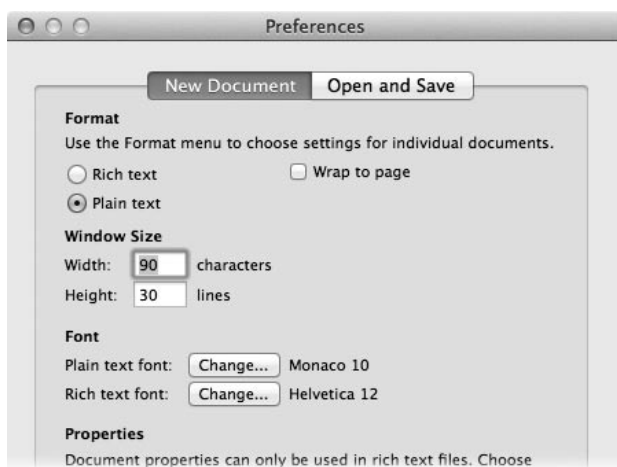 Preferences
New Document Open and Save
Format
Use the Format menu to choose settings for individual documents.
Rich text Wrap to page
Plain text
Window Size
Width: 90 characters
Height: 30 lines
Font
Plain text font: Change... Monaco 10
Rich text font: Change... Helvetica 12
Properties
Document properties can only be used in rich text files. Choose